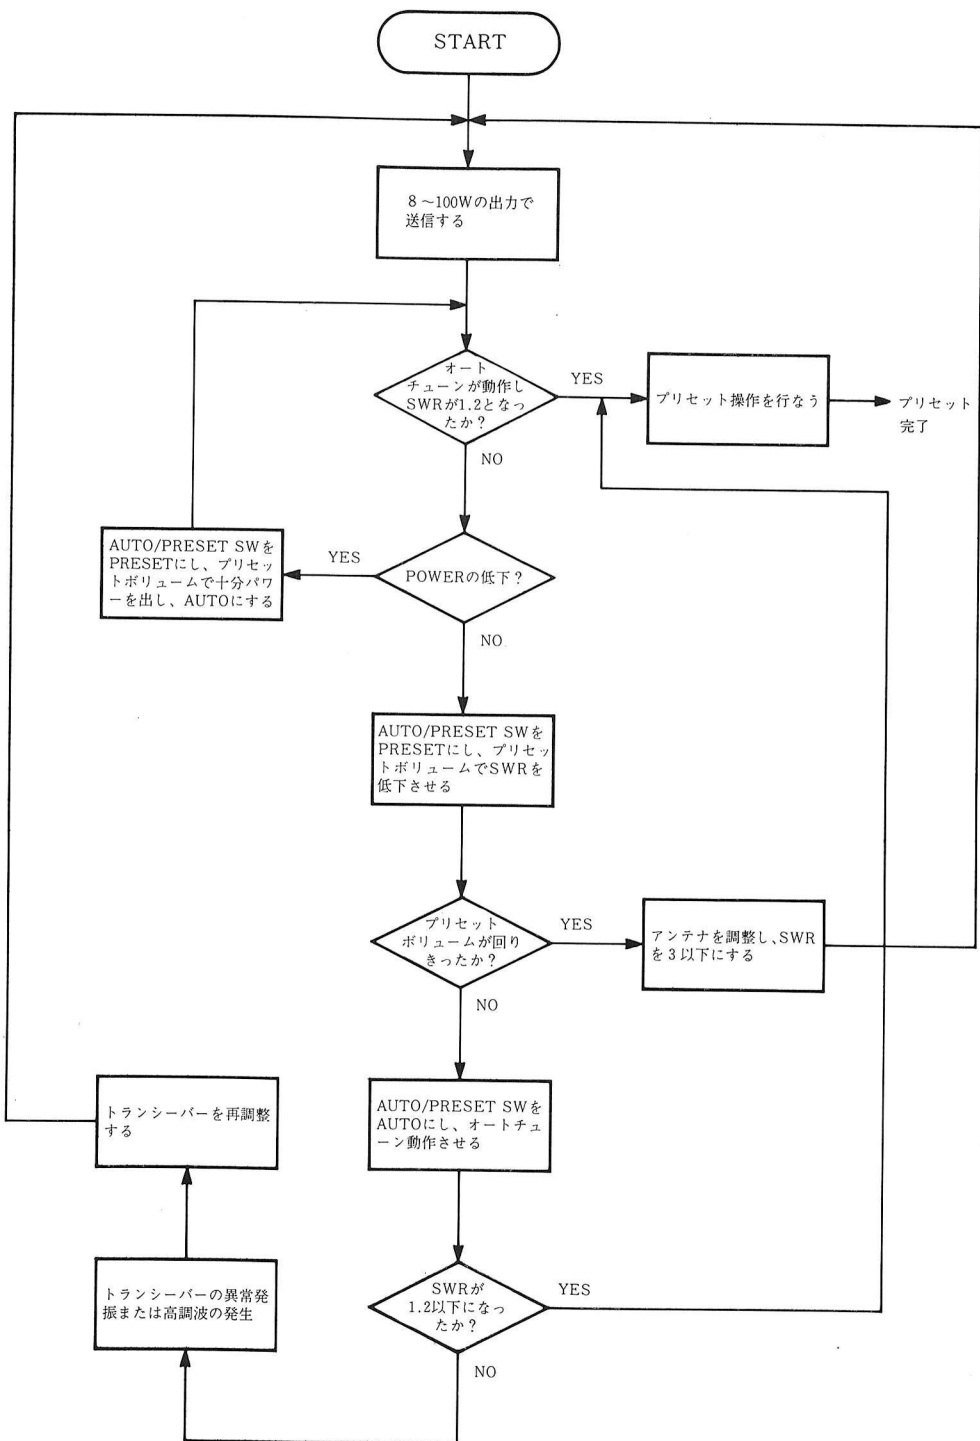 START
8～100Wの出力で
送信する
オート
チューンが動作し
SWRが1.2となっ
たか？
YES
プリセット操作を行なう
プリセット
完了
NO
AUTO/PRESET SWを
PRESETにし、プリセッ
トボリュームで十分パワ
ーを出し、AUTOにする
YES
POWERの低下？
NO
AUTO/PRESET SWを
PRESETにし、プリセッ
トボリュームでSWRを
低下させる
プリセット
ボリュームが回り
きったか？
YES
アンテナを調整し、SWR
を3以下にする
NO
AUTO/PRESET SWを
AUTOにし、オートチュ
ーン動作させる
トランシーバーを再調整
する
トランシーバーの異常発
振または高調波の発生
SWRが
1.2以下になっ
たか？
YES
NO